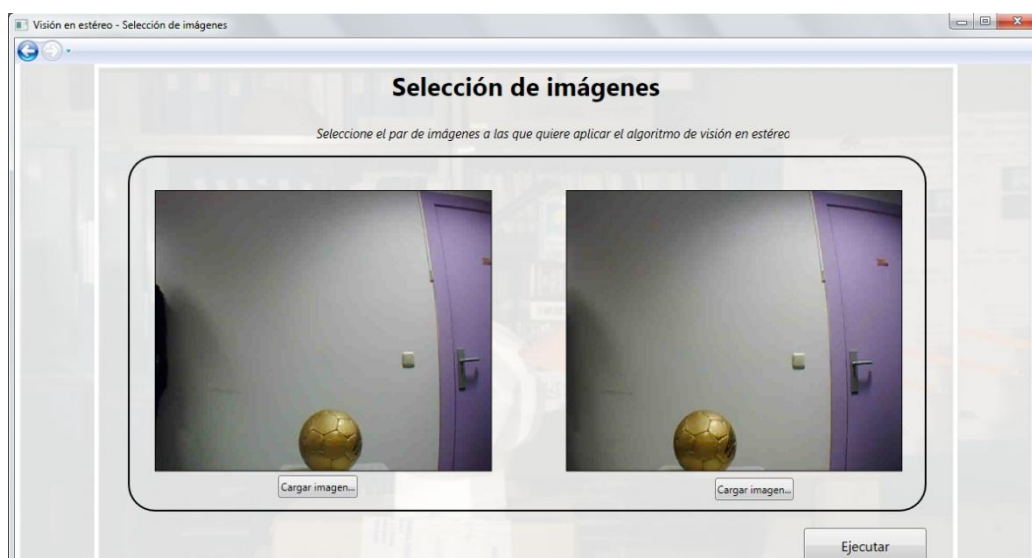 Visión en estéreo - Selección de imágenes
Selección de imágenes
Seleccione el par de imágenes a las que quiere aplicar el algoritmo de visión en estéreo
Cargar imagen...
Cargar imagen...
Ejecutar